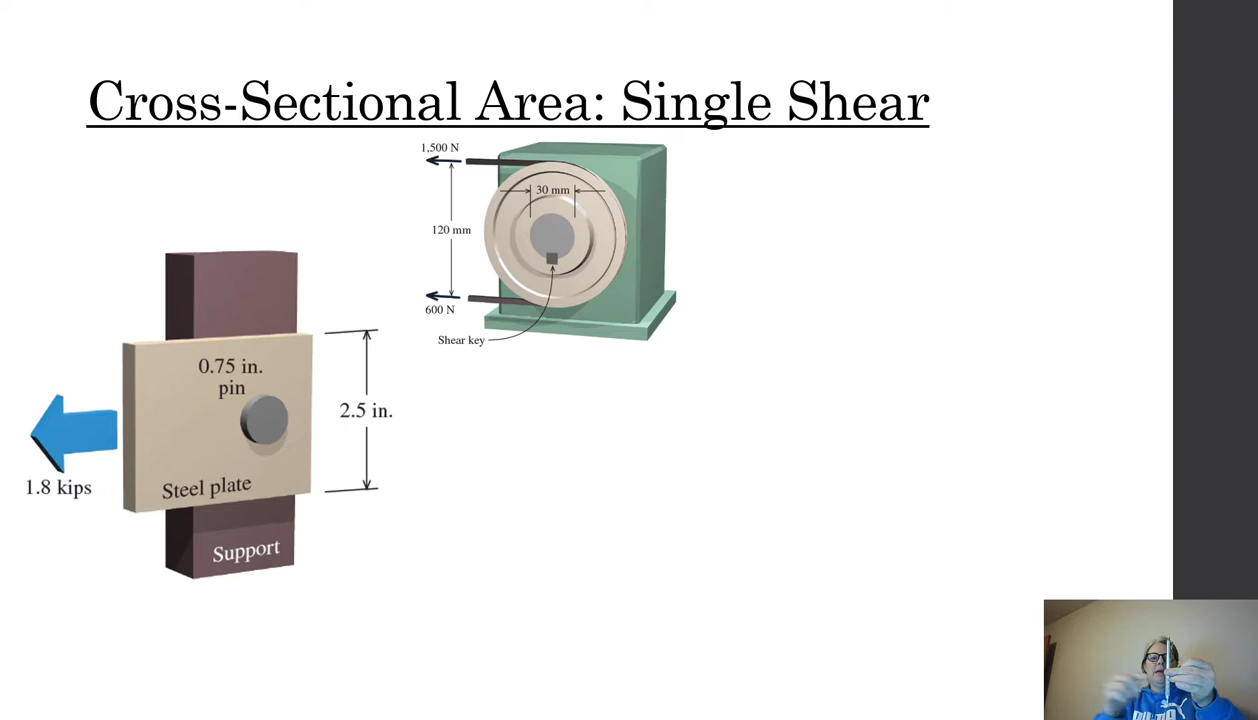 Cross-Sectional Area: Single Shear
1,500 N
30 mm
120 mm
600 N
Shear key
0.75 in.
pin
2.5 in.
1.8 kips
Steel plate
Support